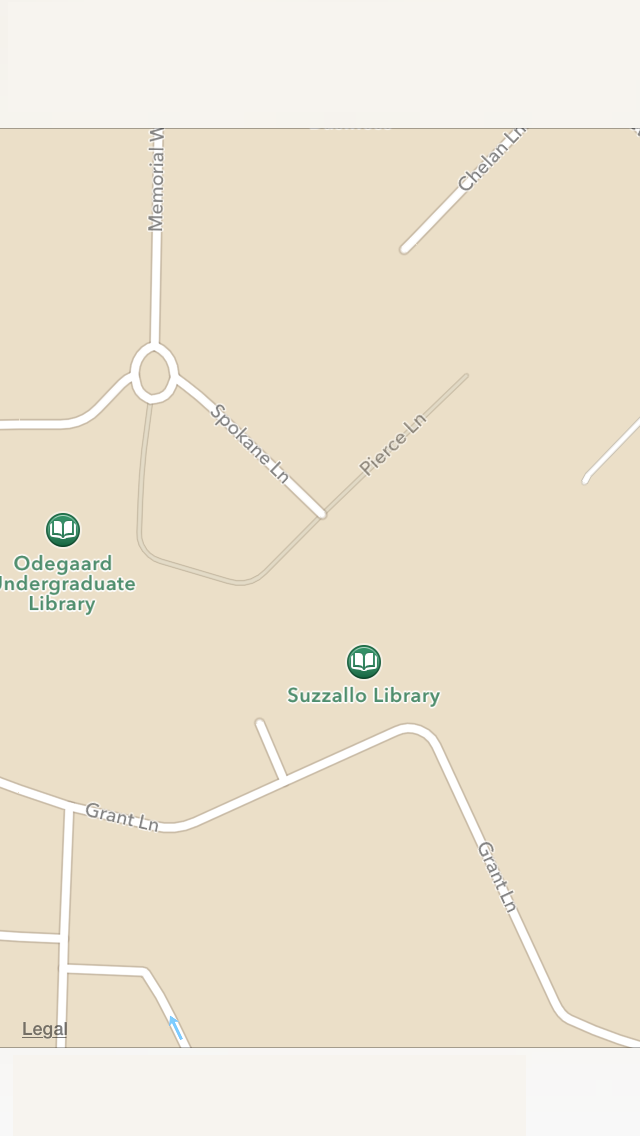 Memorial W
Chelan Ln
Spokane Ln
Pierce Ln
Odegaard
Undergraduate
Library
Suzzallo Library
Grant Ln
Grant Ln
Legal